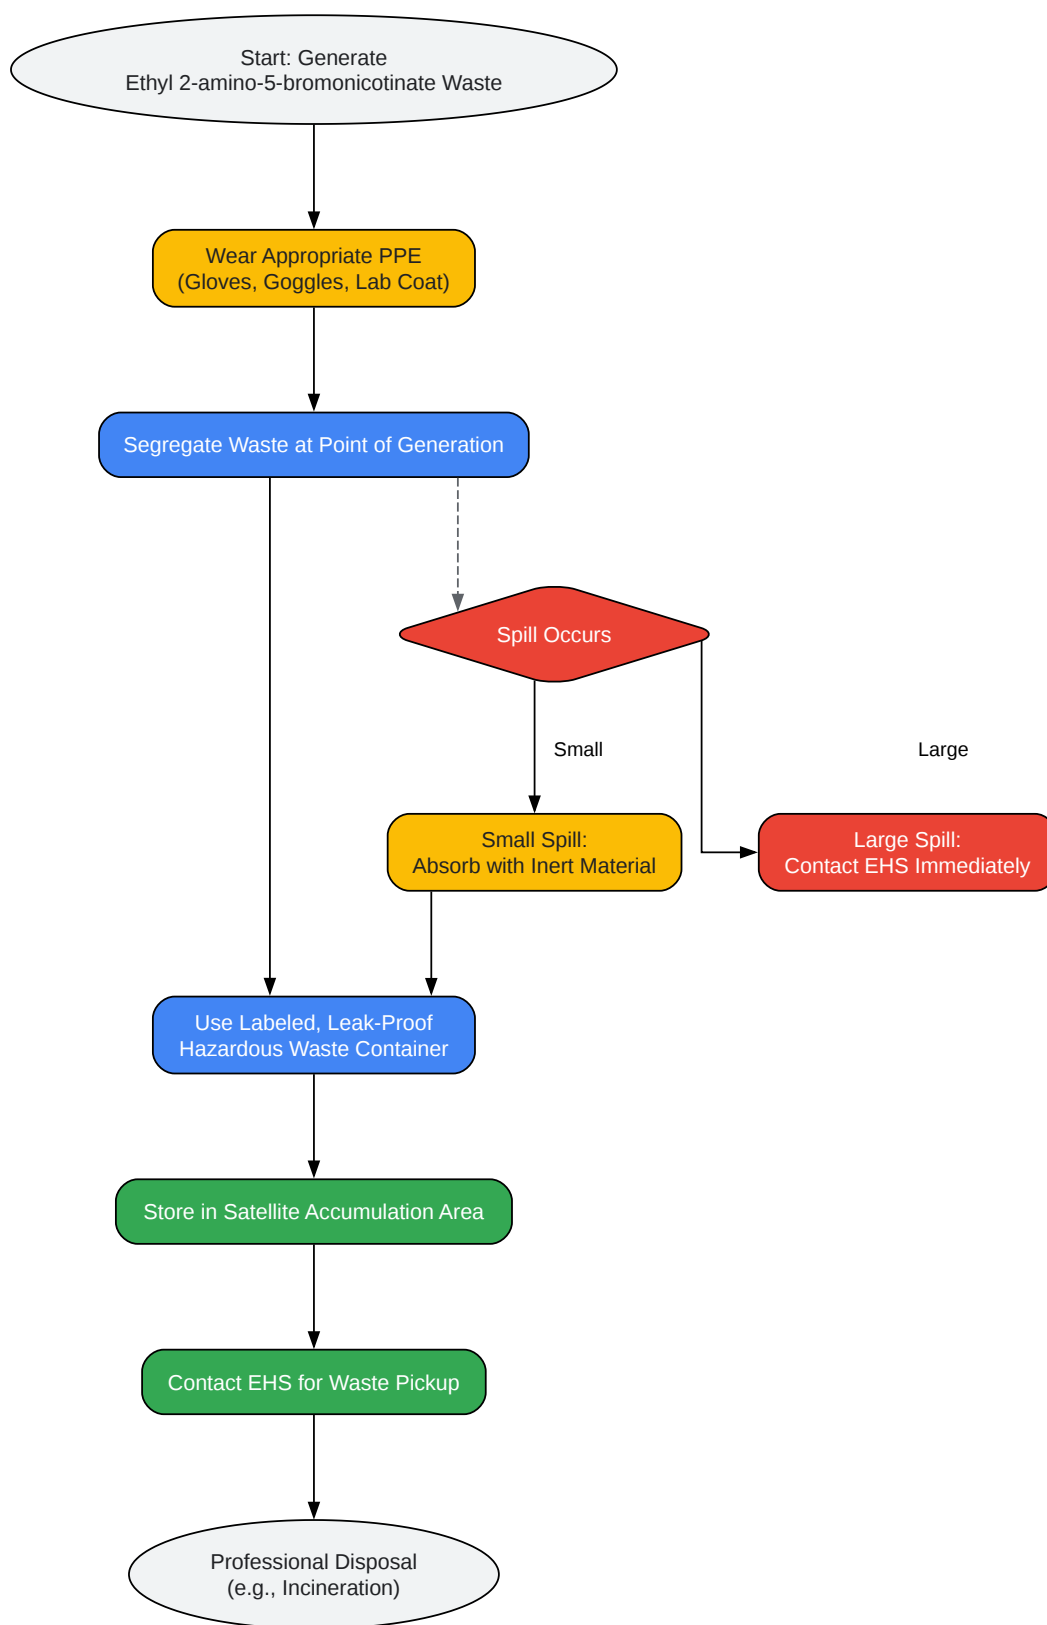 Start: Generate
Ethyl 2-amino-5-bromonicotinate Waste
Wear Appropriate PPE
(Gloves, Goggles, Lab Coat)
Segregate Waste at Point of Generation
Spill Occurs
Small
Large
Small Spill:
Absorb with Inert Material
Large Spill:
Contact EHS Immediately
Use Labeled, Leak-Proof
Hazardous Waste Container
Store in Satellite Accumulation Area
Contact EHS for Waste Pickup
Professional Disposal
(e.g., Incineration)